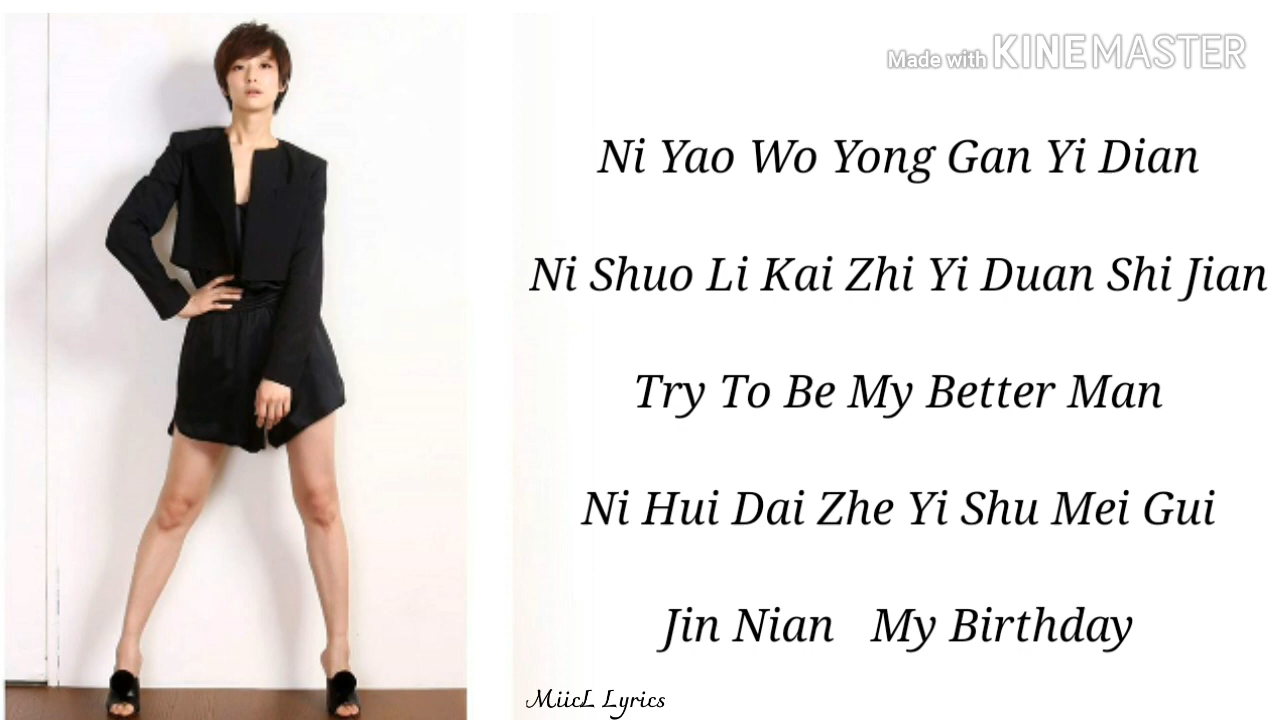 Made with KINEMASTER
Ni Yao Wo Yong Gan Yi Dian
Ni Shuo Li Kai Zhi Yi Duan Shi Jian
Try To Be My Better Man
Ni Hui Dai Zhe Yi Shu Mei Gui
Jin Nian My Birthday
MiicL Lyrics